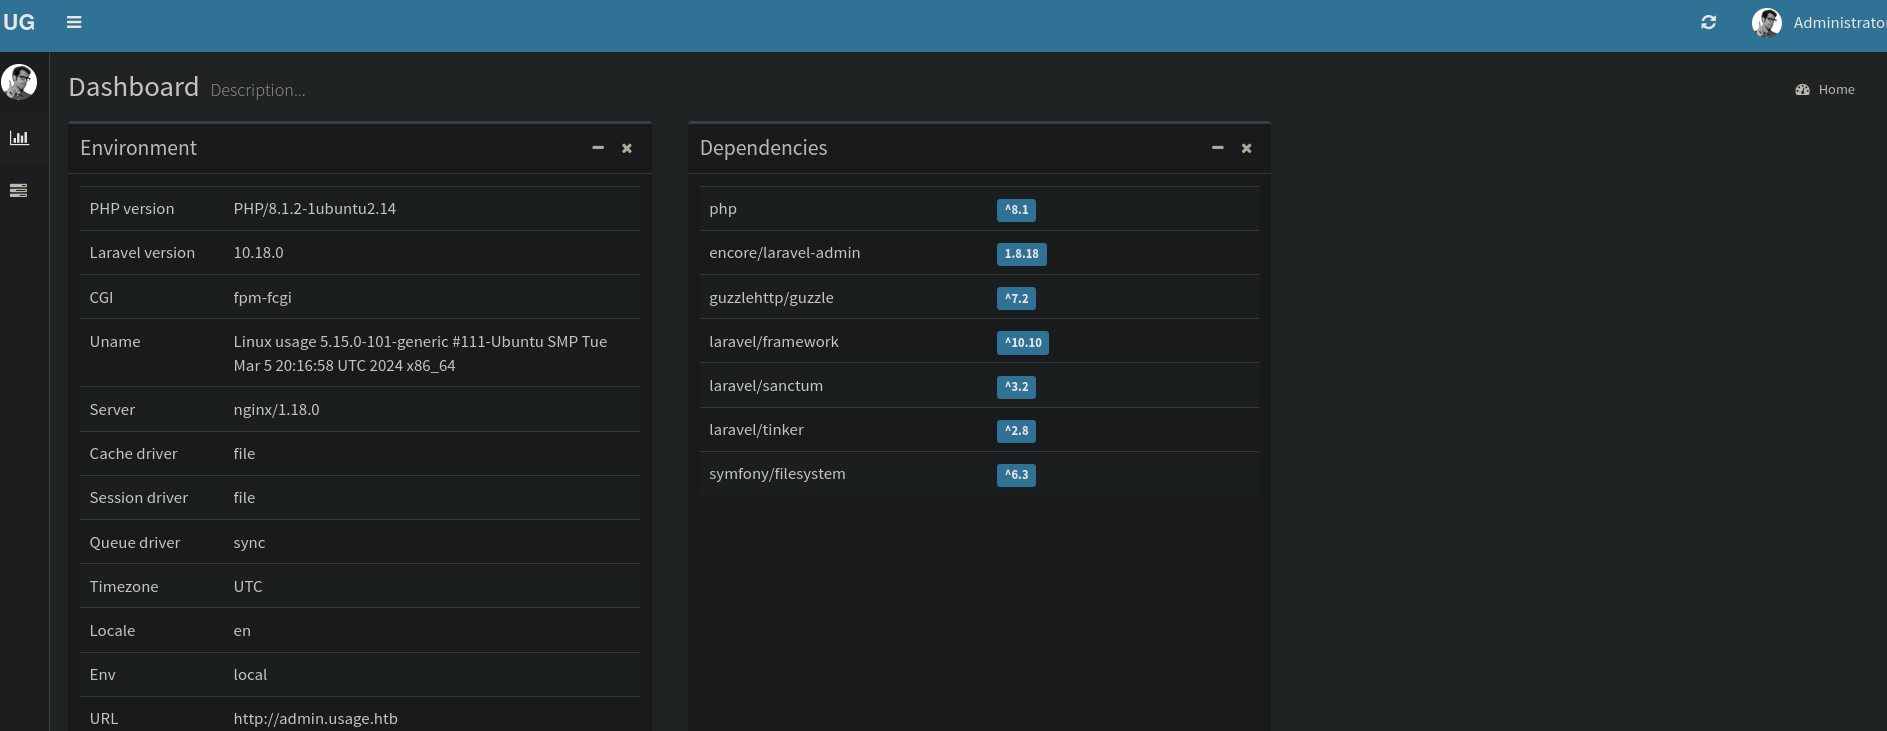 UG
Administrato
Dashboard Description...
Home
Environment
PHP version PHP/8.1.2-1ubuntu2.14
Laravel version 10.18.0
CGI fpm-fcgi
Uname Linux usage 5.15.0-101-generic #111-Ubuntu SMP Tue
Mar 5 20:16:58 UTC 2024 x86_64
Server nginx/1.18.0
Cache driver file
Session driver file
Queue driver sync
Timezone UTC
Locale en
Env local
URL http://admin.usage.htb
Dependencies
php ^8.1
encore/laravel-admin 1.8.18
guzzlehttp/guzzle ^7.2
laravel/framework ^10.10
laravel/sanctum ^3.2
laravel/tinker ^2.8
symfony/filesystem ^6.3